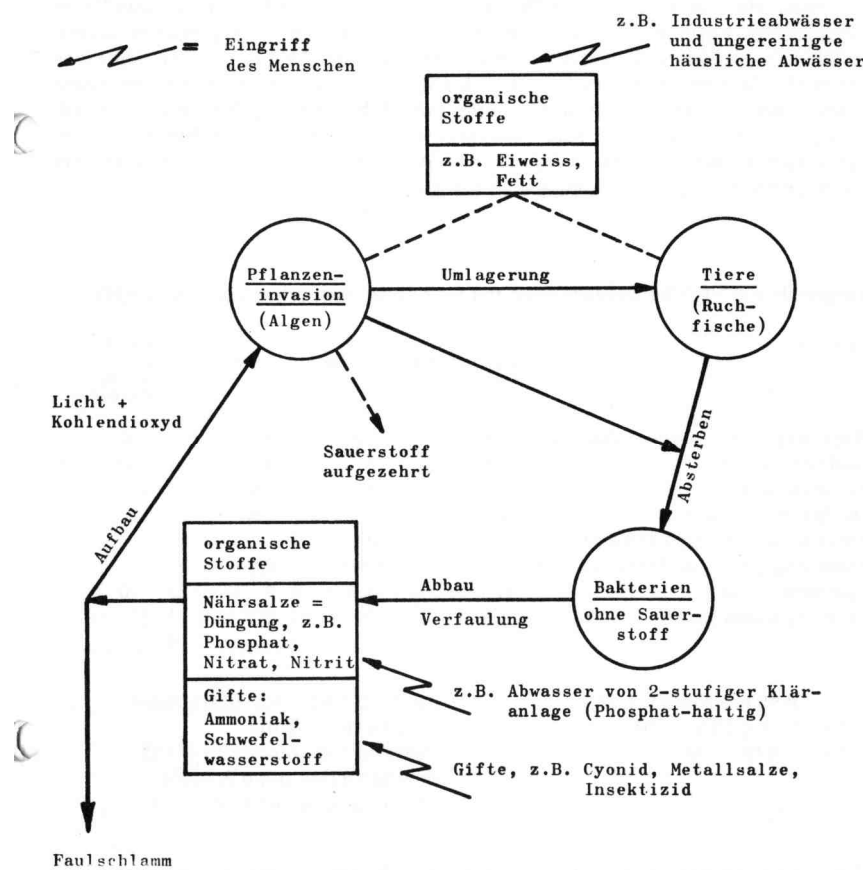 = Eingriff
des Menschen
z.B. Industrieabwässer
und ungereinigte
häusliche Abwässer
organische
Stoffe
z.B. Eiweiss,
Fett
Pflanzen-
invasion
(Algen)
Umlagerung
Tiere
(Ruch-
fische)
Licht +
Kohlendioxyd
Sauerstoff
aufgezehrt
Absterben
Aufbau
organische
Stoffe
Nährsalze =
Düngung, z.B.
Phosphat,
Nitrat, Nitrit
Gifte:
Ammoniak,
Schwefel-
wasserstoff
Abbau
Verfaulung
Bakterien
ohne Sauer-
stoff
z.B. Abwasser von 2-stufiger Klär-
anlage (Phosphat-haltig)
Gifte, z.B. Cyonid, Metallsalze,
Insektizid
Faulschlamm